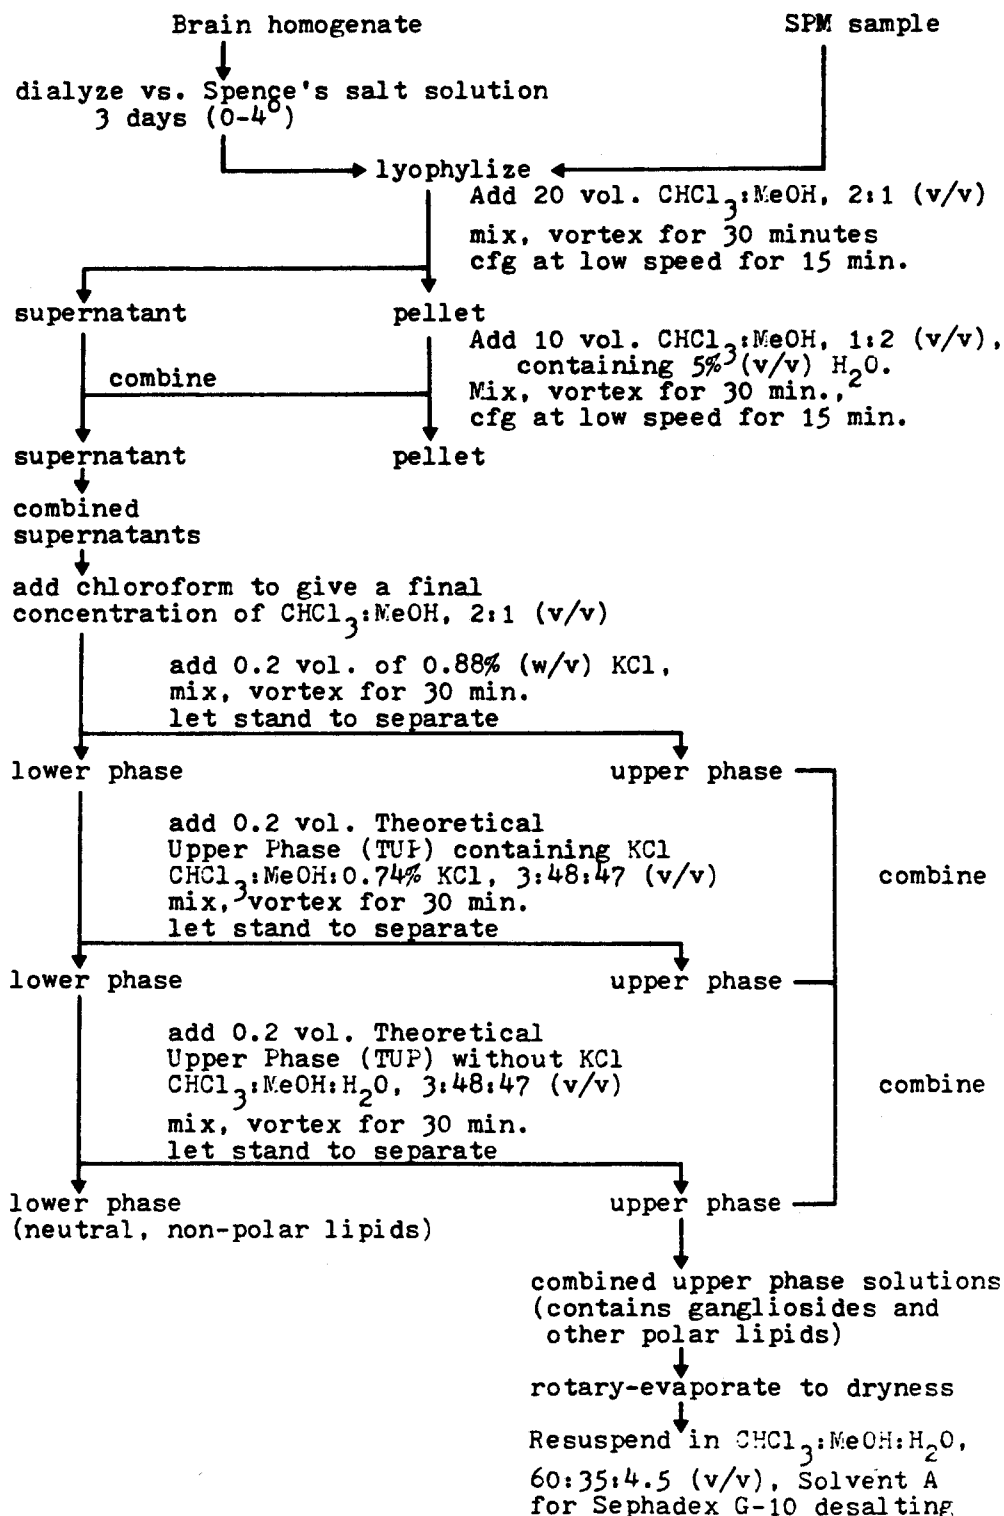 Brain homogenate
SPM sample
dialyze vs. Spence's salt solution
3 days (0-4°)
lyophylize
Add 20 vol. CHCl3:MeOH, 2:1 (v/v)
mix, vortex for 30 minutes
cfg at low speed for 15 min.
supernatant
pellet
Add 10 vol. CHCl3:MeOH, 1:2 (v/v),
containing 5% (v/v) H2O.
Mix, vortex for 30 min.,
cfg at low speed for 15 min.
combine
supernatant
pellet
combined
supernatants
add chloroform to give a final
concentration of CHCl3:MeOH, 2:1 (v/v)
add 0.2 vol. of 0.88% (w/v) KCl,
mix, vortex for 30 min.
let stand to separate
lower phase
upper phase
add 0.2 vol. Theoretical
Upper Phase (TUP) containing KCl
CHCl3:MeOH:0.74% KCl, 3:48:47 (v/v)
mix, vortex for 30 min.
let stand to separate
combine
lower phase
upper phase
add 0.2 vol. Theoretical
Upper Phase (TUP) without KCl
CHCl3:MeOH:H2O, 3:48:47 (v/v)
mix, vortex for 30 min.
let stand to separate
combine
lower phase
(neutral, non-polar lipids)
upper phase
combined upper phase solutions
(contains gangliosides and
other polar lipids)
rotary-evaporate to dryness
Resuspend in CHCl3:MeOH:H2O,
60:35:4.5 (v/v), Solvent A
for Sephadex G-10 desalting